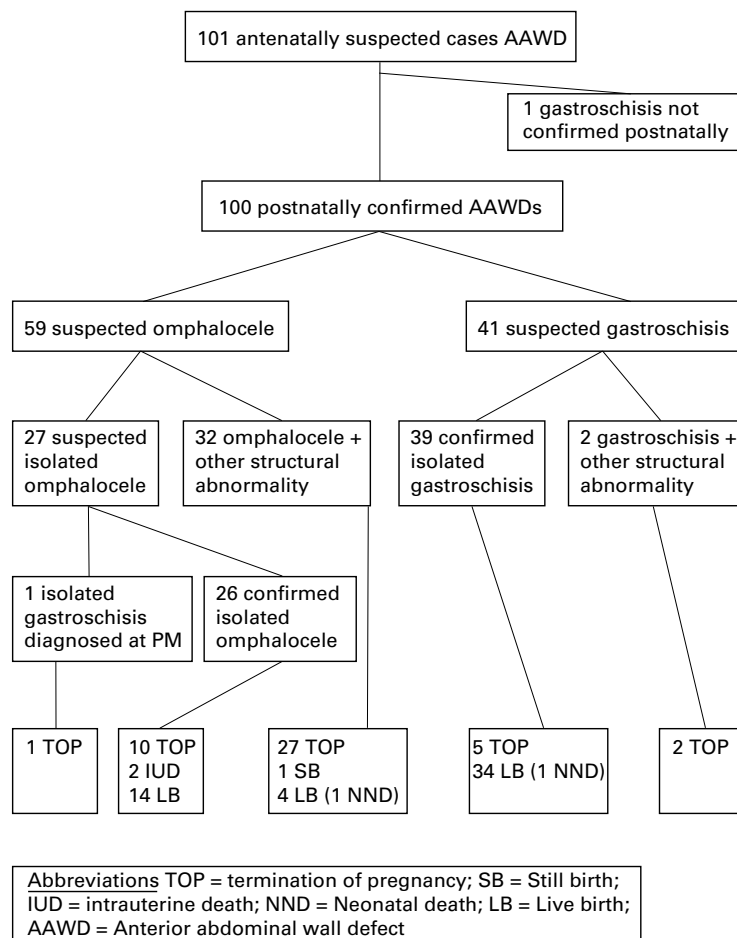 101 antenatally suspected cases AAWD
1 gastroschisis not
confirmed postnatally
100 postnatally confirmed AAWDs
59 suspected omphalocele
41 suspected gastroschisis
27 suspected
isolated
omphalocele
32 omphalocele +
other structural
abnormality
39 confirmed
isolated
gastroschisis
2 gastroschisis +
other structural
abnormality
1 isolated
gastroschisis
diagnosed at PM
26 confirmed
isolated
omphalocele
1 TOP
10 TOP
2 IUD
14 LB
27 TOP
1 SB
4 LB (1 NND)
5 TOP
34 LB (1 NND)
2 TOP
Abbreviations TOP = termination of pregnancy; SB = Still birth;
IUD = intrauterine death; NND = Neonatal death; LB = Live birth;
AAWD = Anterior abdominal wall defect